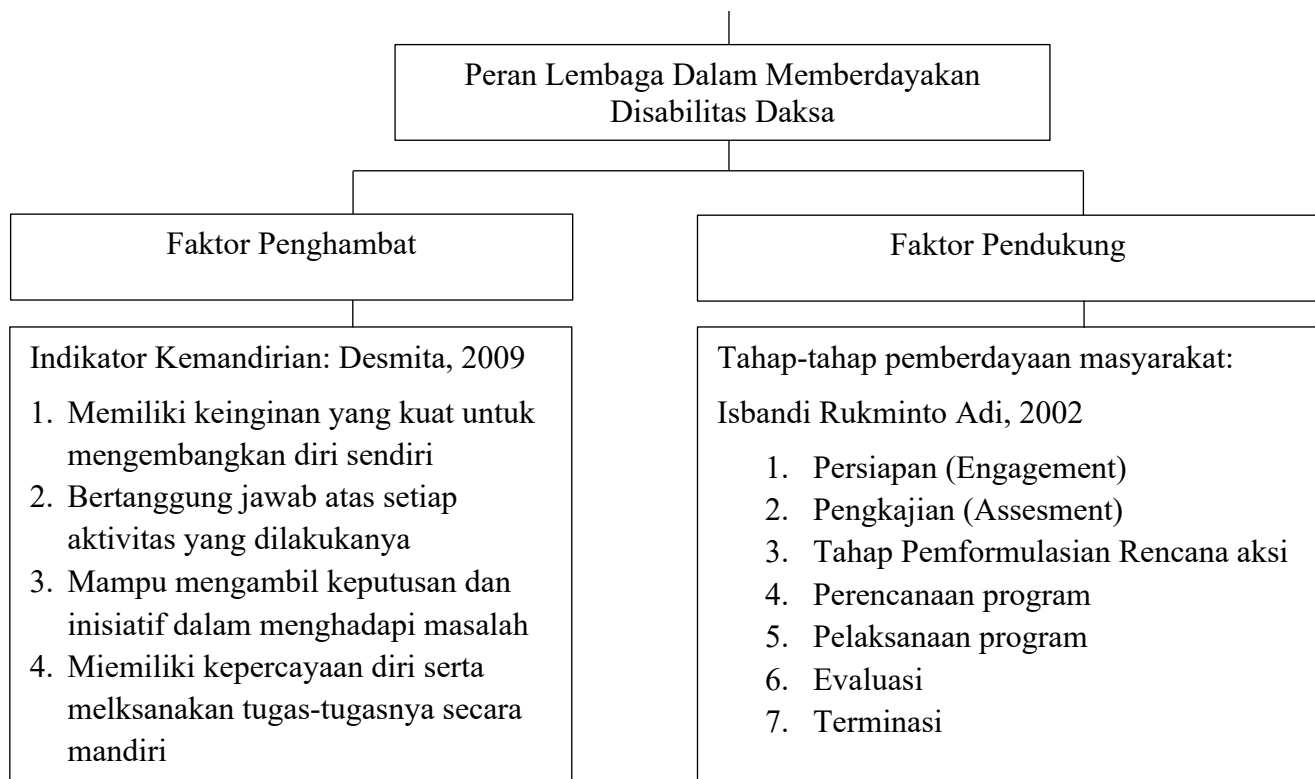 Peran Lembaga Dalam Memberdayakan
Disabilitas Daksa
Faktor Penghambat
Faktor Pendukung
Indikator Kemandirian: Desmita, 2009
1. Memiliki keinginan yang kuat untuk
mengembangkan diri sendiri
2. Bertanggung jawab atas setiap
aktivitas yang dilakukanya
3. Mampu mengambil keputusan dan
inisiatif dalam menghadapi masalah
4. Miemiliki kepercayaan diri serta
melksanakan tugas-tugasnya secara
mandiri
Tahap-tahap pemberdayaan masyarakat:
Isbandi Rukminto Adi, 2002
1. Persiapan (Engagement)
2. Pengkajian (Assesment)
3. Tahap Pemformulasian Rencana aksi
4. Perencanaan program
5. Pelaksanaan program
6. Evaluasi
7. Terminasi